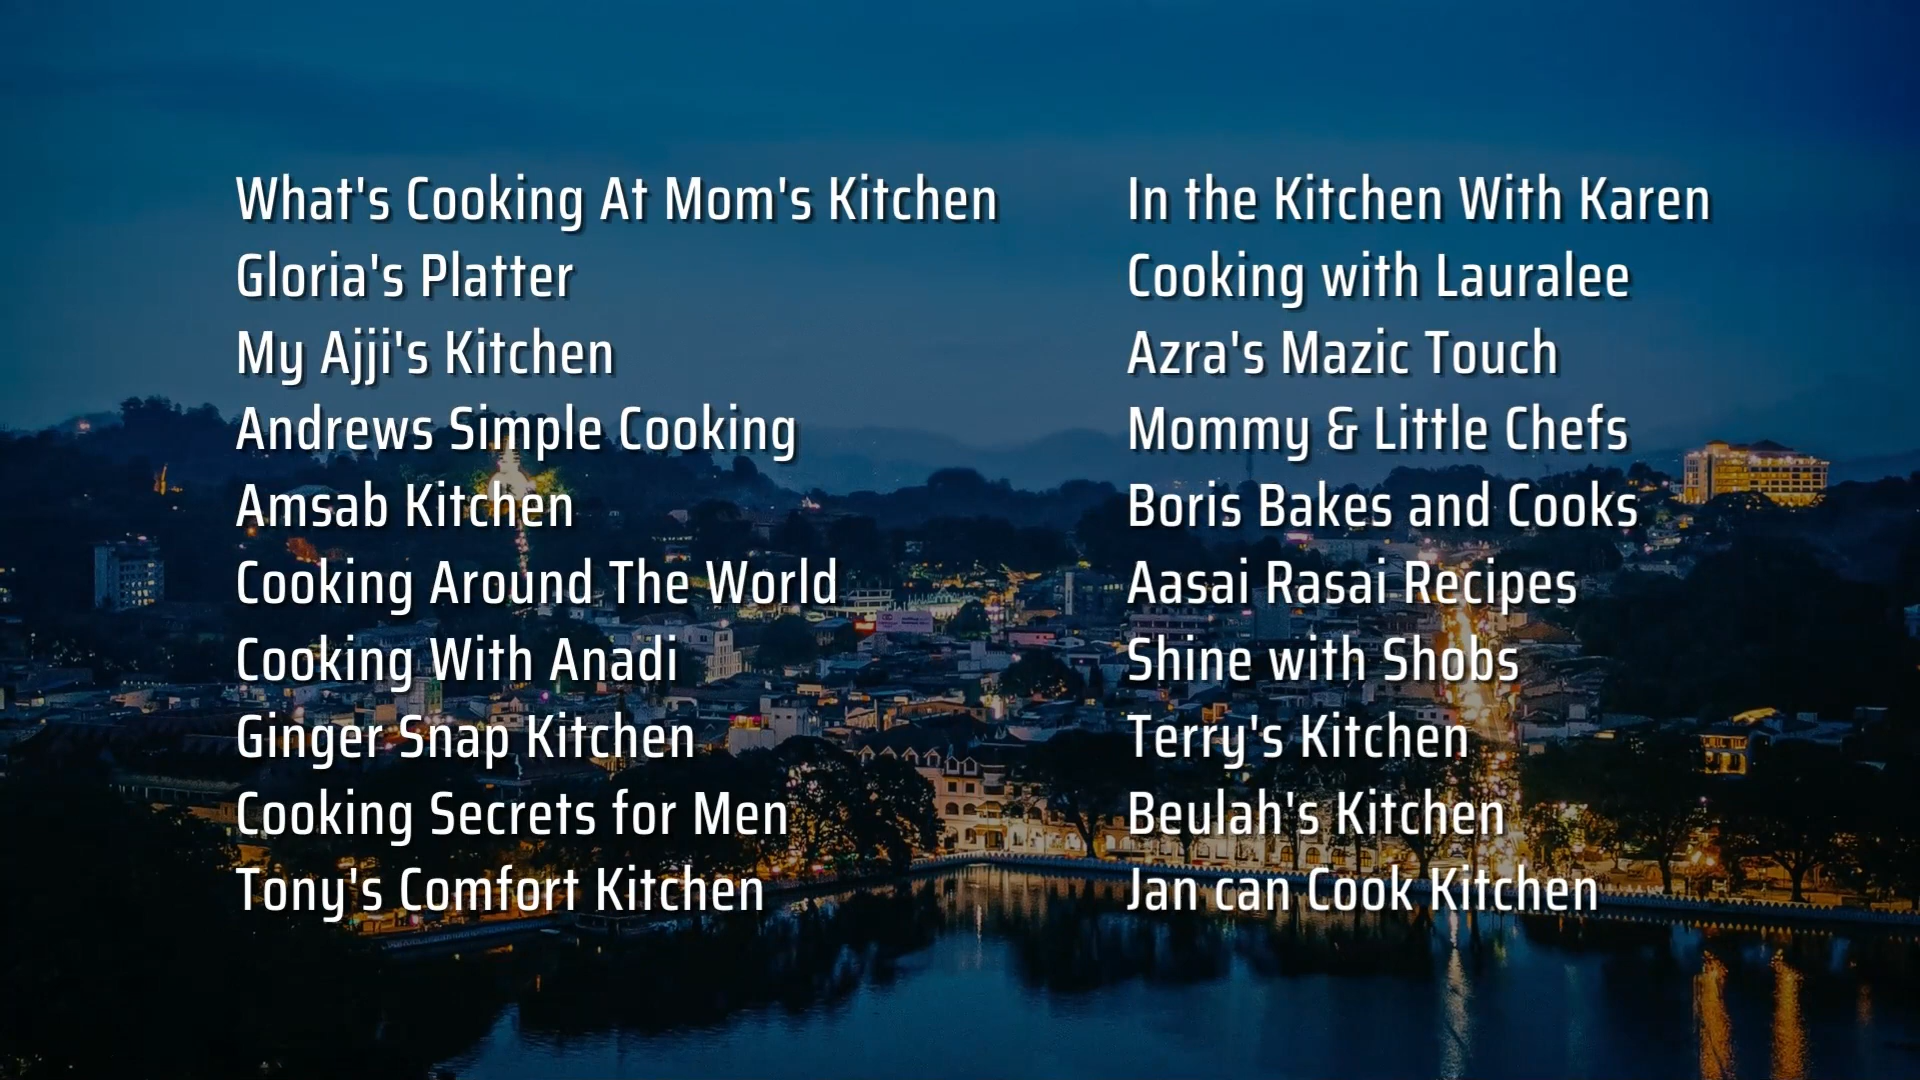 What's Cooking At Mom's Kitchen
Gloria's Platter
My Ajji's Kitchen
Andrews Simple Cooking
Amsab Kitchen
Cooking Around The World
Cooking With Anadi
Ginger Snap Kitchen
Cooking Secrets for Men
Tony's Comfort Kitchen
In the Kitchen With Karen
Cooking with Lauralee
Azra's Mazic Touch
Mommy & Little Chefs
Boris Bakes and Cooks
Aasai Rasai Recipes
Shine with Shobs
Terry's Kitchen
Beulah's Kitchen
Jan can Cook Kitchen